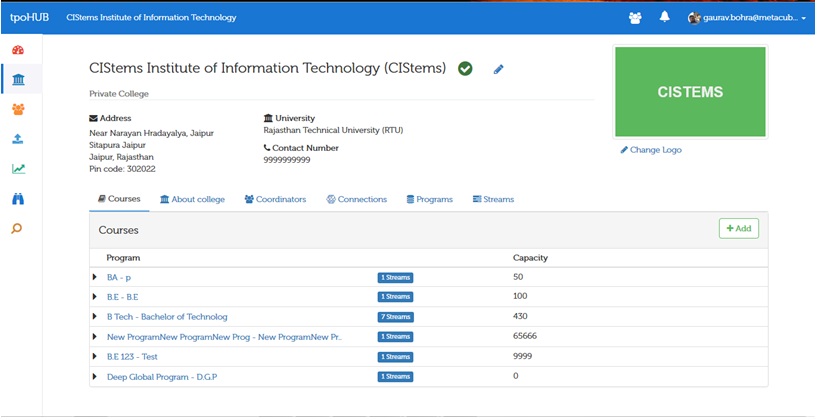 tpoHUB CIStems Institute of Information Technology gaurav.bohra@metacub...
CIStems Institute of Information Technology (CIStems)
Private College
CISTEMS
Change Logo
Address
Near Narayan Hradayalya, Jaipur
Sitapura Jaipur
Jaipur, Rajasthan
Pin code: 302022
University
Rajasthan Technical University (RTU)
Contact Number
9999999999
Courses About college Coordinators Connections Programs Streams
Courses + Add
Program Capacity
BA - p 1 Streams 50
B.E - B.E 1 Streams 100
B Tech - Bachelor of Technolog 7 Streams 430
New ProgramNew ProgramNew Prog - New ProgramNew Pr.. 1 Streams 65666
B.E 123 - Test 1 Streams 9999
Deep Global Program - D.G.P 1 Streams 0